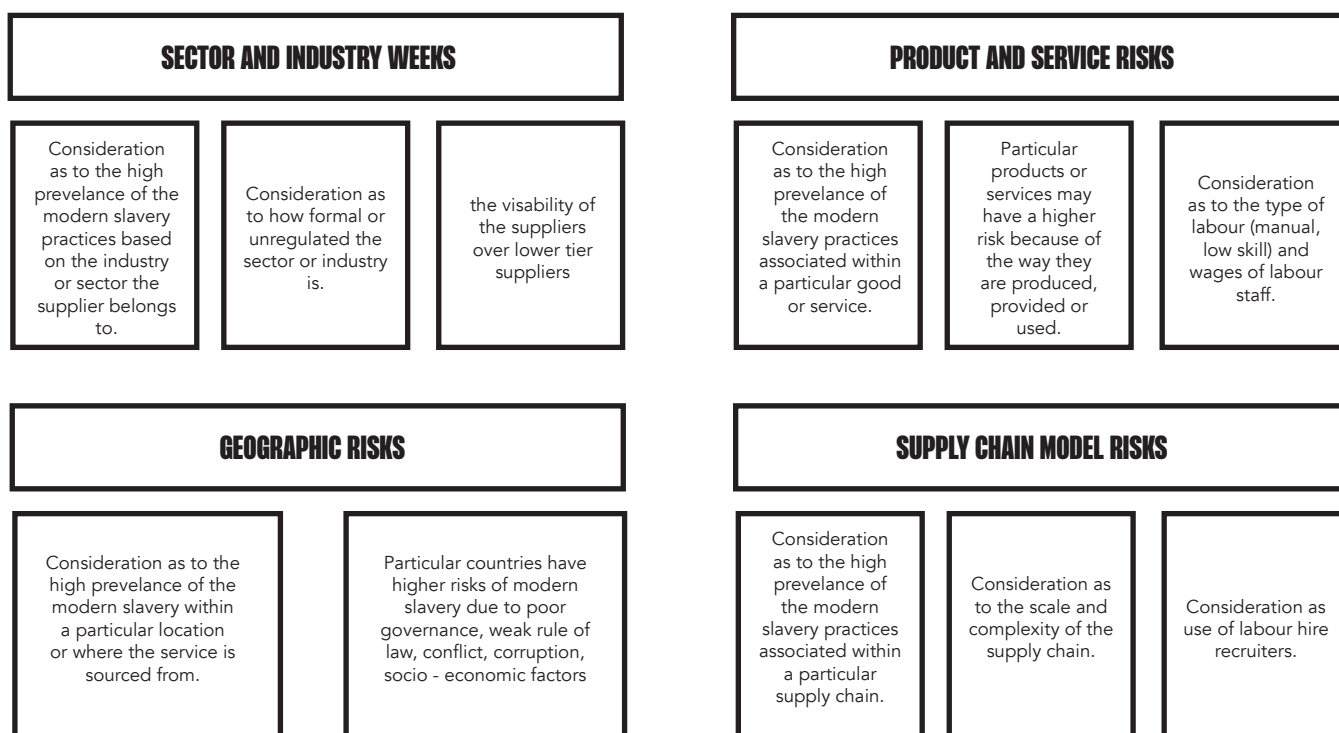 SECTOR AND INDUSTRY WEEKS
Consideration
as to the high
prevelance of the
modern slavery
practices based
on the industry
or sector the
supplier belongs
to.
Consideration as
to how formal or
unregulated the
sector or industry
is.
the visability of
the suppliers
over lower tier
suppliers
PRODUCT AND SERVICE RISKS
Consideration
as to the high
prevelance of
the modern
slavery practices
associated within
a particular good
or service.
Particular
products or
services may
have a higher
risk because of
the way they
are produced,
provided or
used.
Consideration
as to the type of
labour (manual,
low skill) and
wages of labour
staff.
GEOGRAPHIC RISKS
Consideration as to the
high prevelance of the
modern slavery within
a particular location
or where the service is
sourced from.
Particular countries have
higher risks of modern
slavery due to poor
governance, weak rule of
law, conflict, corruption,
socio - economic factors
SUPPLY CHAIN MODEL RISKS
Consideration
as to the high
prevelance of
the modern
slavery practices
associated within
a particular
supply chain.
Consideration as
to the scale and
complexity of the
supply chain.
Consideration as
use of labour hire
recruiters.